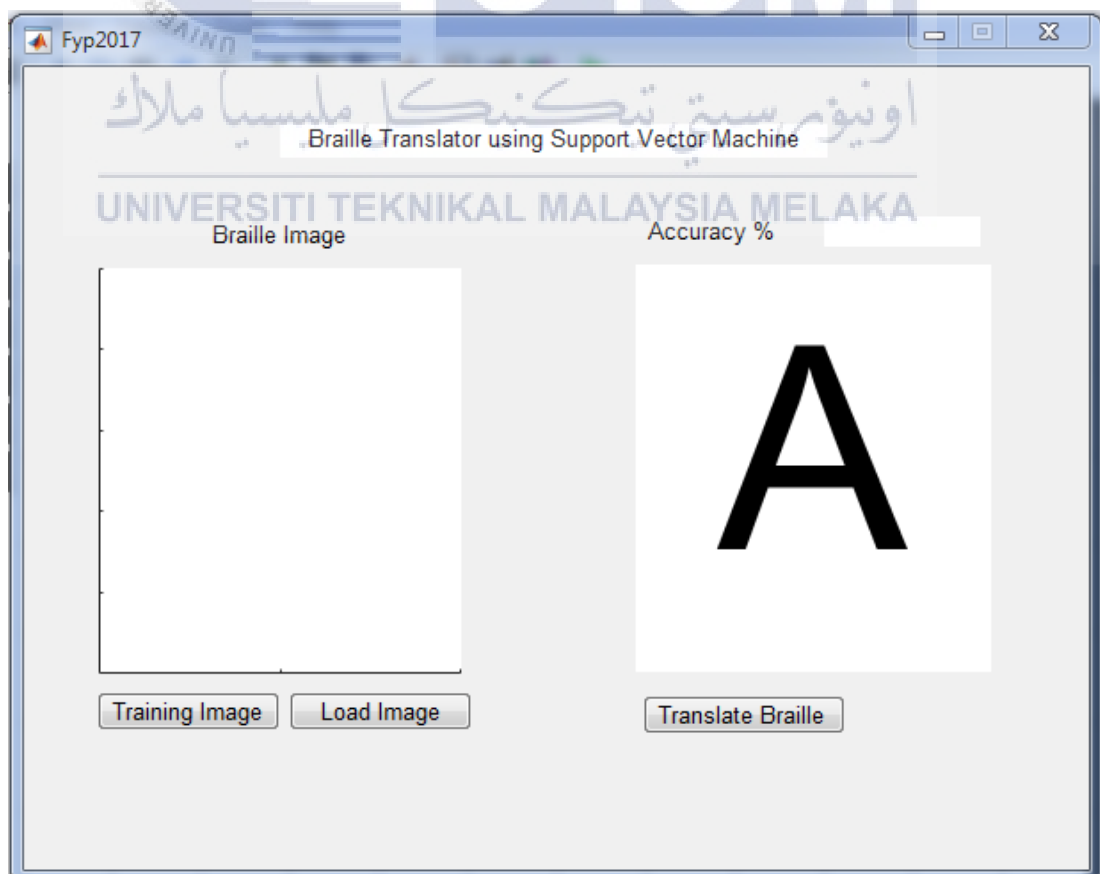 Fyp2017
اونيۏرسيتي تيكنيكل مليسيا ملاك
Braille Translator using Support Vector Machine
UNIVERSITI TEKNIKAL MALAYSIA MELAKA
Braille Image
Accuracy %
A
Training Image
Load Image
Translate Braille